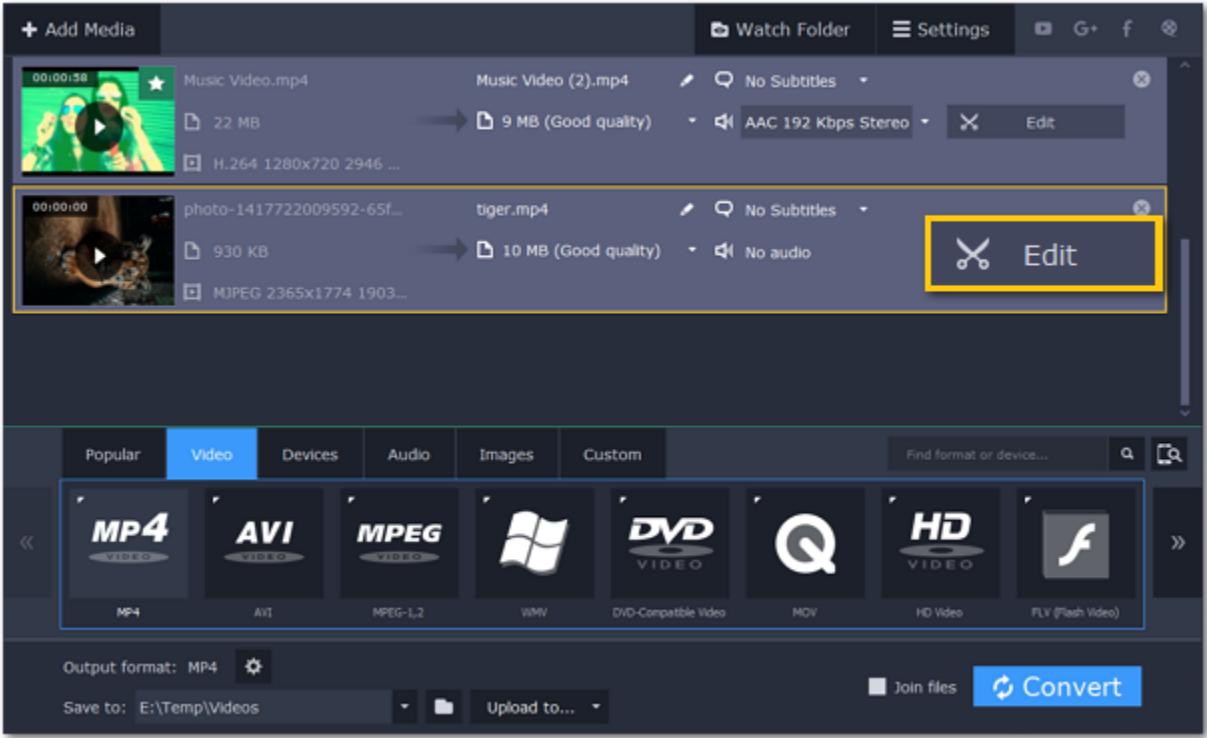 Add Media
Watch Folder
Settings
G+
f
00:00:58
Music Video.mp4
Music Video (2).mp4
No Subtitles
22 MB
9 MB (Good quality)
AAC 192 Kbps Stereo
Edit
H.264 1280x720 2946 ...
00:00:00
photo-1417722009592-65f...
tiger.mp4
No Subtitles
930 KB
10 MB (Good quality)
No audio
Edit
MJPEG 2365x1774 1903...
Popular
Video
Devices
Audio
Images
Custom
Find format or device...
MP4 VIDEO
AVI VIDEO
MPEG VIDEO
DVD VIDEO
HD VIDEO
MP4
AVI
MPEG-1,2
WMV
DVD-Compatible Video
MOV
HD Video
FLV (Flash Video)
Output format: MP4
Join files
Convert
Save to: E:\Temp\Videos
Upload to...